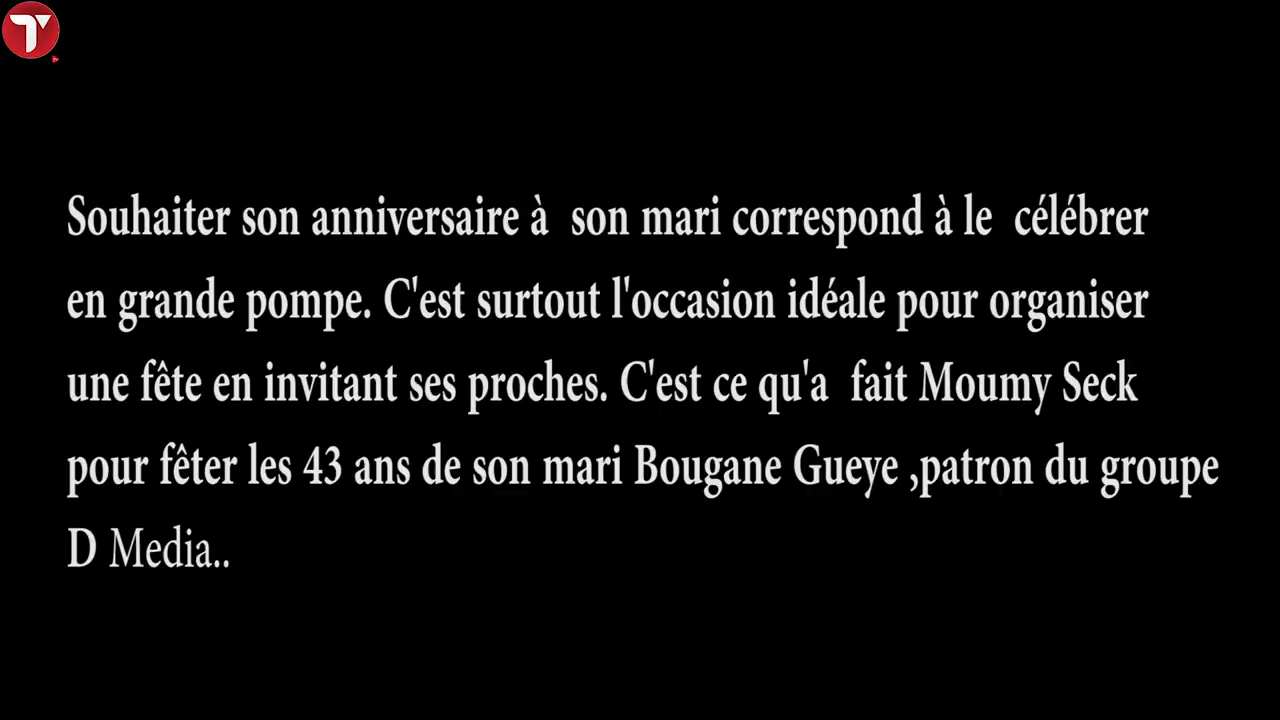 Souhaiter son anniversaire à  son mari correspond à le  célébrer
en grande pompe. C'est surtout l'occasion idéale pour organiser
une fête en invitant ses proches. C'est ce qu'a  fait Moumy Seck
pour fêter les 43 ans de son mari Bougane Gueye ,patron du groupe
D Media..